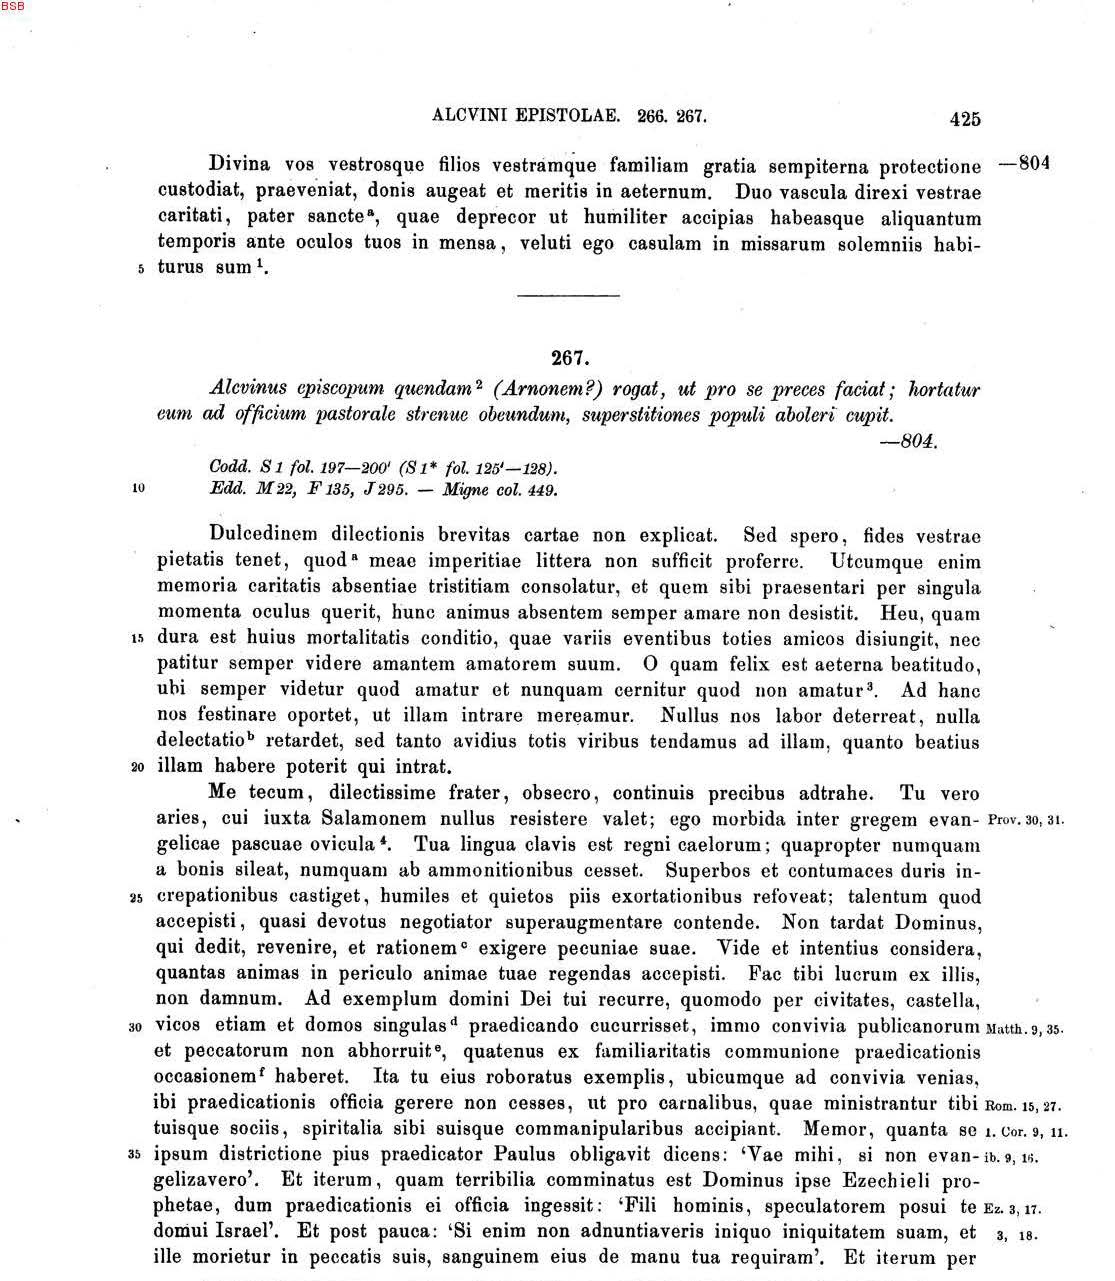 BSB
ALCVINI EPISTOLAE. 266. 267. 425
Divina vos vestrosque filios vestramque familiam gratia sempiterna protectione —804
custodiat, praeveniat, donis augeat et meritis in aeternum. Duo vascula direxi vestrae
caritati, pater sancteᵃ, quae deprecor ut humiliter accipias habeasque aliquantum
temporis ante oculos tuos in mensa, veluti ego casulam in missarum solemniis habi-
5 turus sum¹.
267.
Alcvinus episcopum quendam² (Arnonem?) rogat, ut pro se preces faciat; hortatur
eum ad officium pastorale strenue obeundum, superstitiones populi aboleri cupit.
—804.
Codd. S 1 fol. 197—200' (S 1* fol. 125'—128).
10 Edd. M 22, F 135, J 295. — Migne col. 449.
Dulcedinem dilectionis brevitas cartae non explicat. Sed spero, fides vestrae
pietatis tenet, quodᵃ meae imperitiae littera non sufficit proferre. Utcumque enim
memoria caritatis absentiae tristitiam consolatur, et quem sibi praesentari per singula
momenta oculus querit, hunc animus absentem semper amare non desistit. Heu, quam
15 dura est huius mortalitatis conditio, quae variis eventibus toties amicos disiungit, nec
patitur semper videre amantem amatorem suum. O quam felix est aeterna beatitudo,
ubi semper videtur quod amatur et nunquam cernitur quod non amatur³. Ad hanc
nos festinare oportet, ut illam intrare mereamur. Nullus nos labor deterreat, nulla
delectatioᵇ retardet, sed tanto avidius totis viribus tendamus ad illam, quanto beatius
20 illam habere poterit qui intrat.
Me tecum, dilectissime frater, obsecro, continuis precibus adtrahe. Tu vero
aries, cui iuxta Salamonem nullus resistere valet; ego morbida inter gregem evan- Prov. 30, 31.
gelicae pascuae ovicula⁴. Tua lingua clavis est regni caelorum; quapropter numquam
a bonis sileat, numquam ab ammonitionibus cesset. Superbos et contumaces duris in-
25 crepationibus castiget, humiles et quietos piis exortationibus refoveat; talentum quod
accepisti, quasi devotus negotiator superaugmentare contende. Non tardat Dominus,
qui dedit, revenire, et rationemᶜ exigere pecuniae suae. Vide et intentius considera,
quantas animas in periculo animae tuae regendas accepisti. Fac tibi lucrum ex illis,
non damnum. Ad exemplum domini Dei tui recurre, quomodo per civitates, castella,
30 vicos etiam et domos singulasᵈ praedicando cucurrisset, immo convivia publicanorum Matth. 9, 35.
et peccatorum non abhorruitᵉ, quatenus ex familiaritatis communione praedicationis
occasionemᶠ haberet. Ita tu eius roboratus exemplis, ubicumque ad convivia venias,
ibi praedicationis officia gerere non cesses, ut pro carnalibus, quae ministrantur tibi Rom. 15, 27.
tuisque sociis, spiritalia sibi suisque commanipularibus accipiant. Memor, quanta se 1. Cor. 9, 11.
35 ipsum districtione pius praedicator Paulus obligavit dicens: ‘Vae mihi, si non evan- ib. 9, 16.
gelizavero’. Et iterum, quam terribilia comminatus est Dominus ipse Ezechieli pro-
phetae, dum praedicationis ei officia ingessit: ‘Fili hominis, speculatorem posui te Ez. 3, 17.
domui Israel’. Et post pauca: ‘Si enim non adnuntiaveris iniquo iniquitatem suam, et 3, 18.
ille morietur in peccatis suis, sanguinem eius de manu tua requiram’. Et iterum per